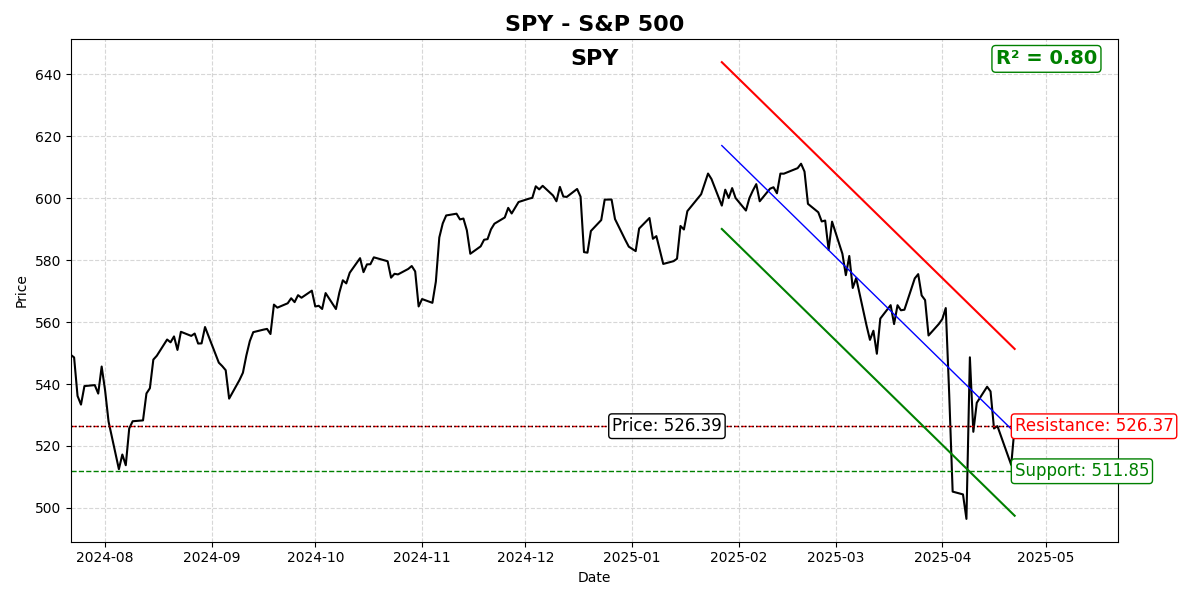 SPY - S&P 500
SPY
R² = 0.80
640
620
600
580
560
540
520
500
Price
Price: 526.39
Resistance: 526.37
Support: 511.85
2024-08
2024-09
2024-10
2024-11
2024-12
2025-01
2025-02
2025-03
2025-04
2025-05
Date